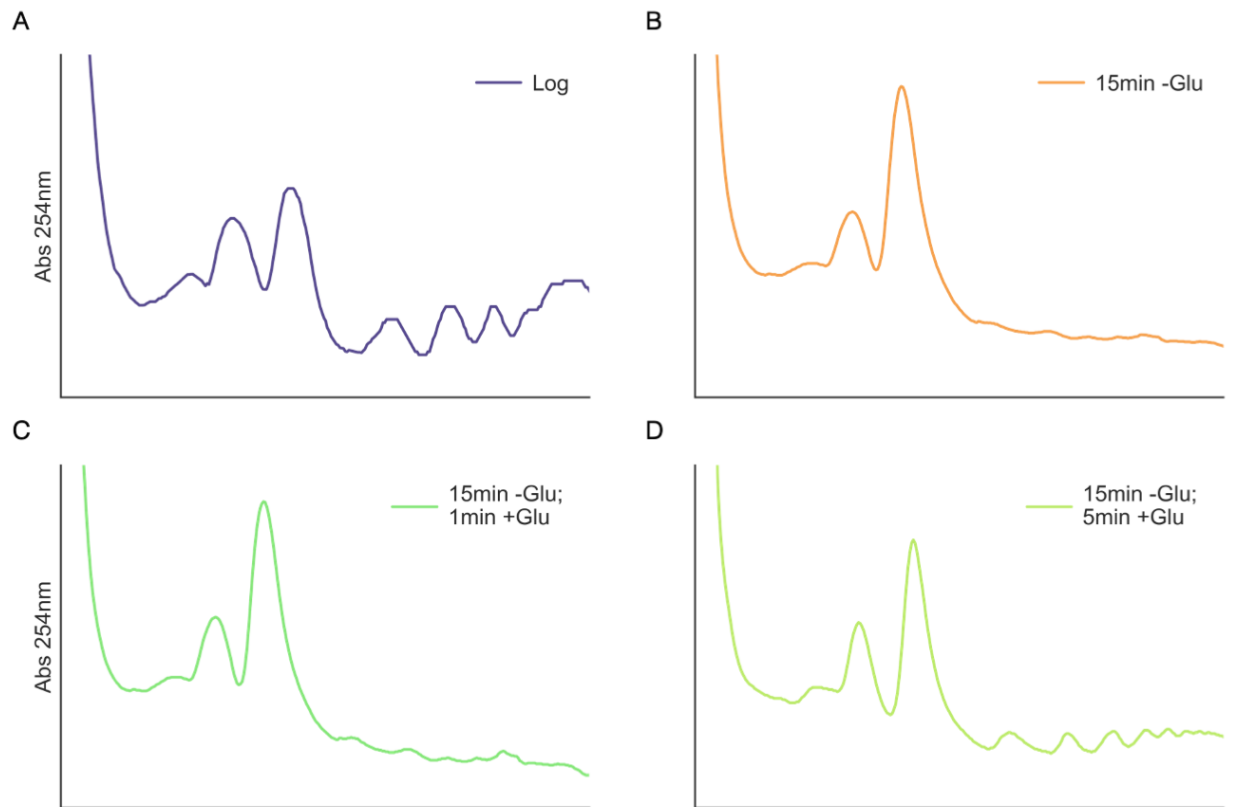 A
B
Log
15min -Glu
Abs 254nm
C
D
15min -Glu;
1min +Glu
15min -Glu;
5min +Glu
Abs 254nm